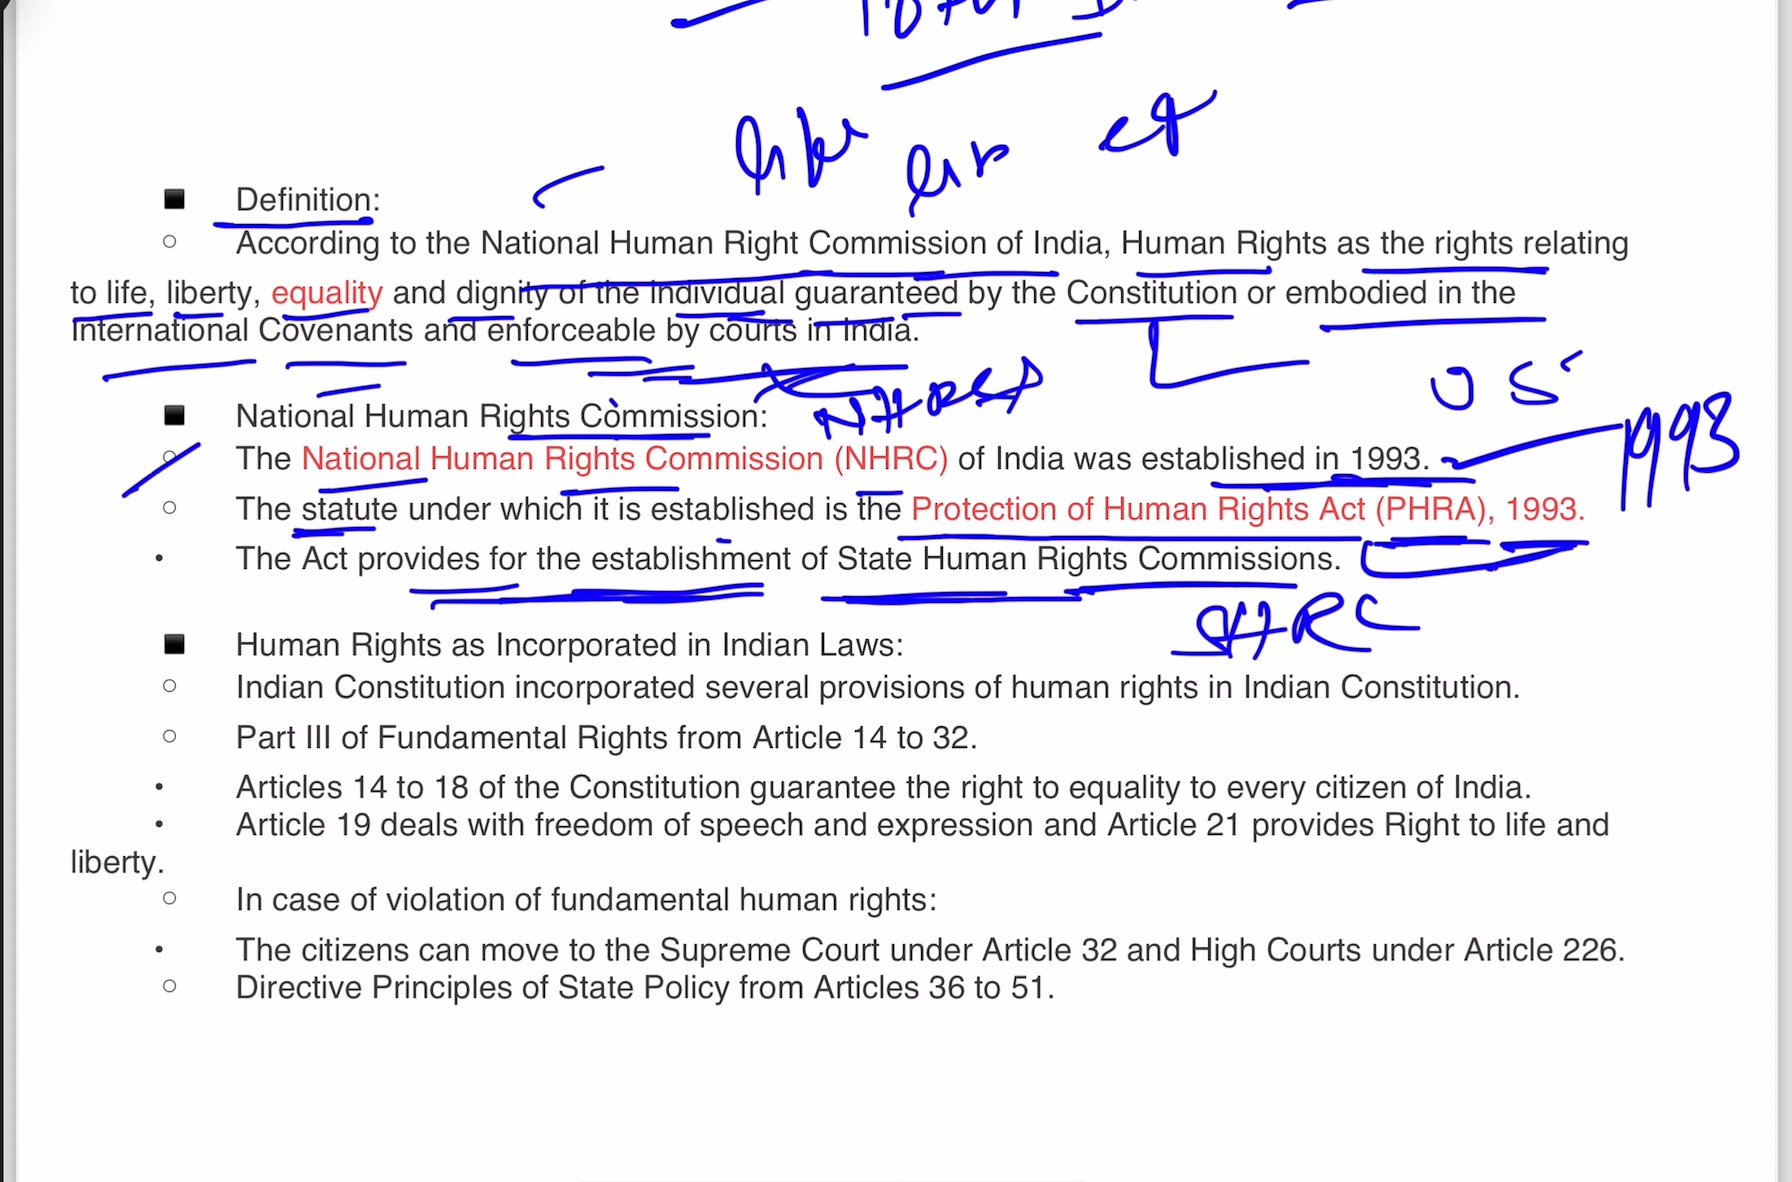 Definition:
According to the National Human Right Commission of India, Human Rights as the rights relating
to life, liberty, equality and dignity of the individual guaranteed by the Constitution or embodied in the
International Covenants and enforceable by courts in India.
National Human Rights Commission:
The National Human Rights Commission (NHRC) of India was established in 1993.
1993
The statute under which it is established is the Protection of Human Rights Act (PHRA), 1993.
The Act provides for the establishment of State Human Rights Commissions.
SHRC
Human Rights as Incorporated in Indian Laws:
Indian Constitution incorporated several provisions of human rights in Indian Constitution.
Part III of Fundamental Rights from Article 14 to 32.
Articles 14 to 18 of the Constitution guarantee the right to equality to every citizen of India.
Article 19 deals with freedom of speech and expression and Article 21 provides Right to life and
liberty.
In case of violation of fundamental human rights:
The citizens can move to the Supreme Court under Article 32 and High Courts under Article 226.
Directive Principles of State Policy from Articles 36 to 51.